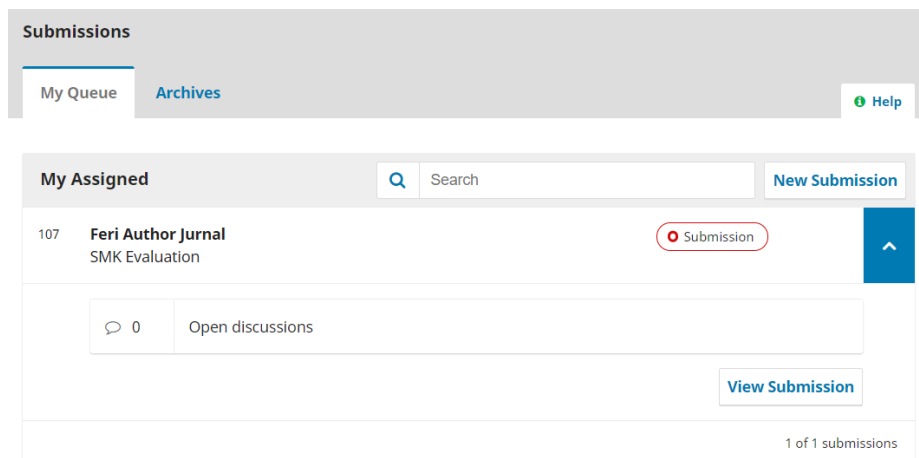 Submissions
My Queue Archives
Help
My Assigned Search New Submission
107 Feri Author Jurnal Submission
SMK Evaluation
0 Open discussions
View Submission
1 of 1 submissions